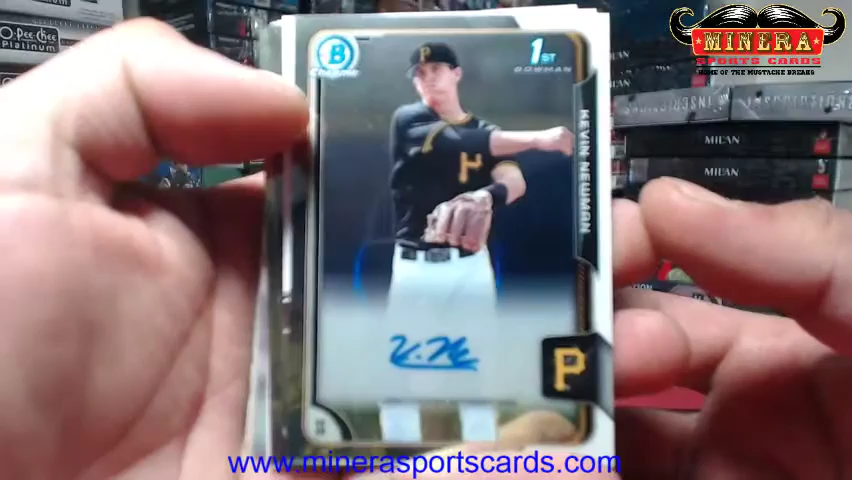 O-Pee-Chee
Platinum
B
Chrome
1ST
BOWMAN
P
P
KEVIN NEWMAN
K. N
P
MINERA
SPORTS CARDS
HOME OF THE MUSTACHE BREAKS
INSCRIPTIONS
MILAN
MILAN
www.minerasportscards.com